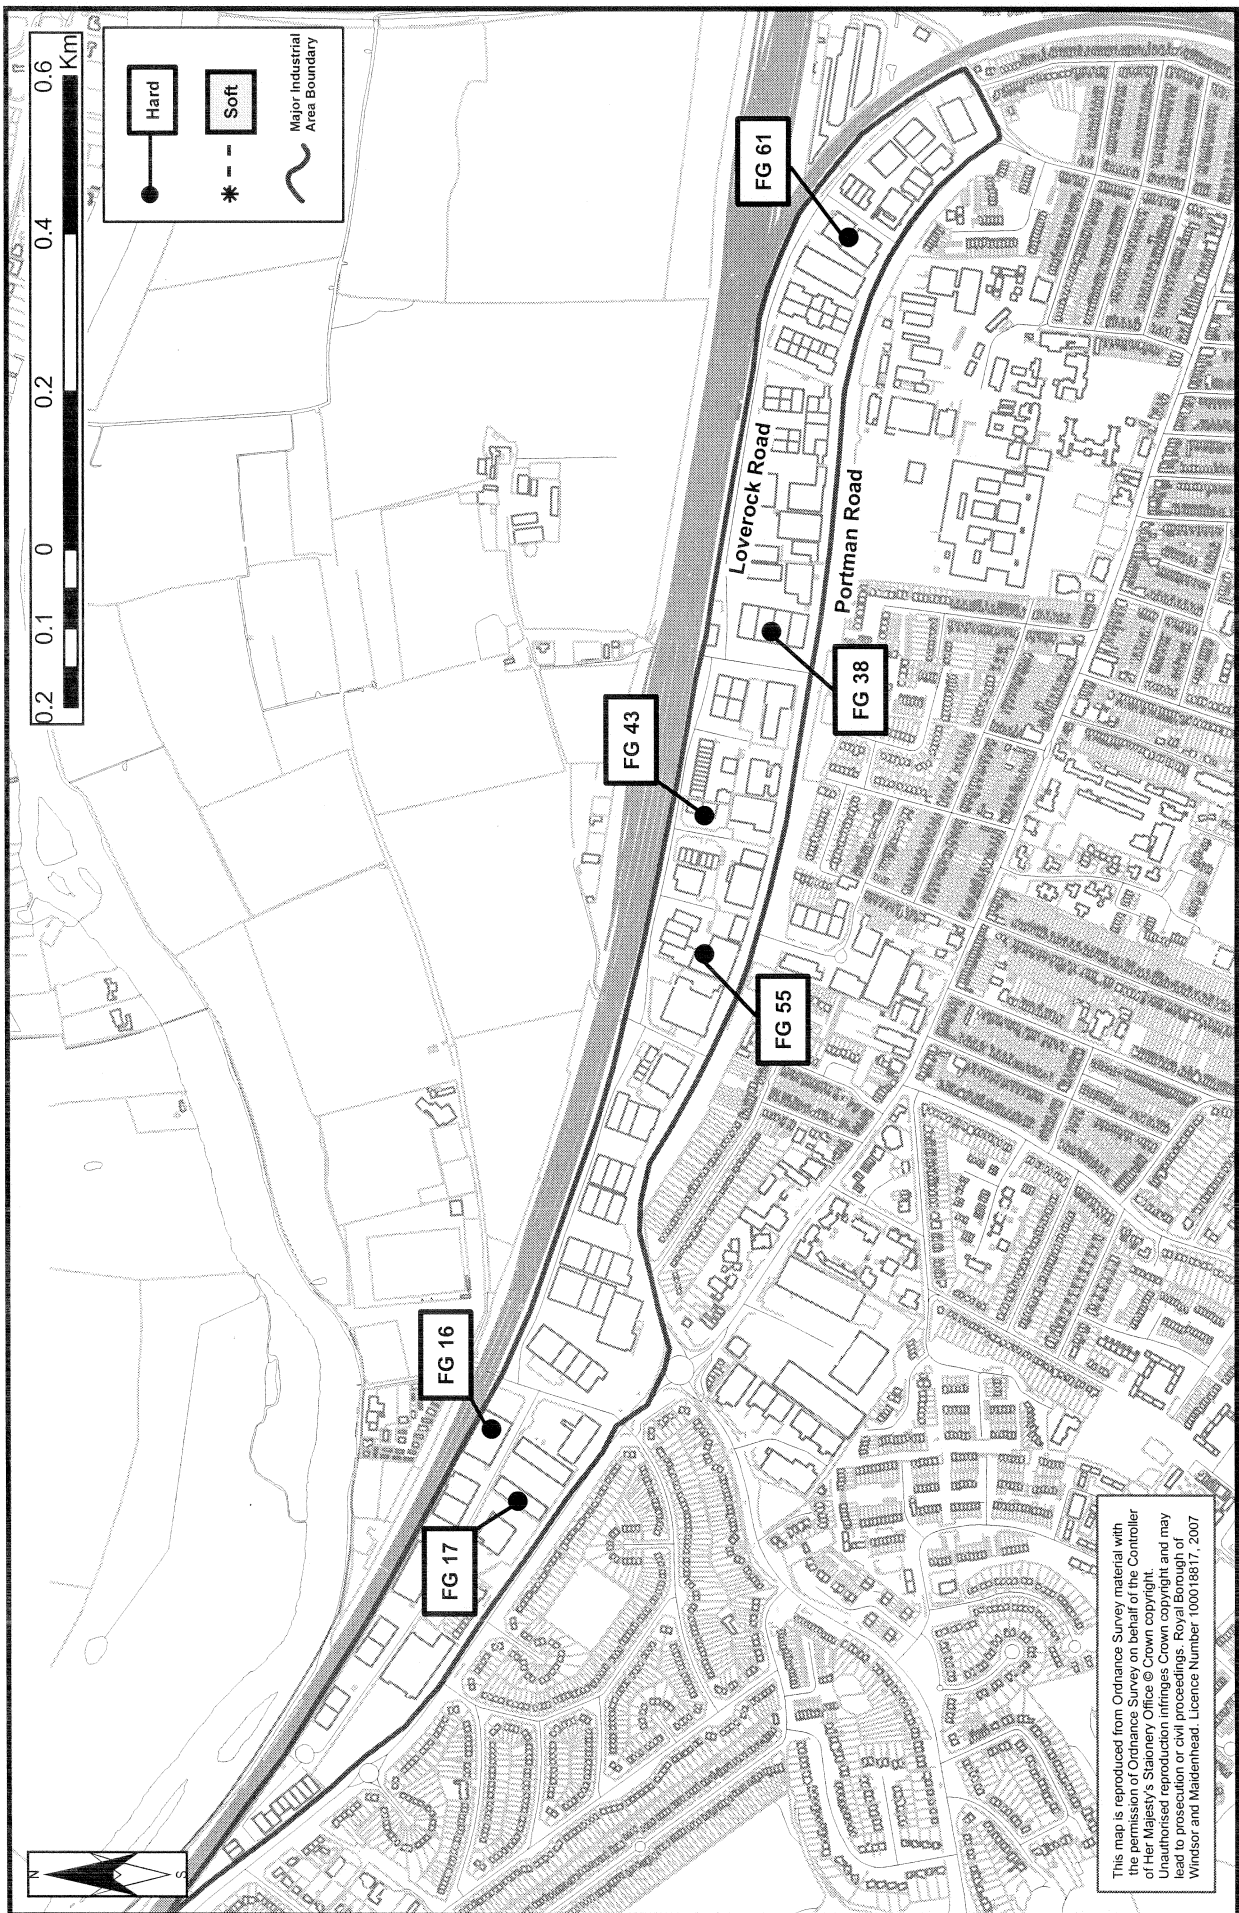 0.2 0.1 0 0.2 0.4 0.6
Km
Hard
Soft
Major Industrial
Area Boundary
N
S
FG 17
FG 16
FG 55
FG 43
FG 38
FG 61
Loverock Road
Portman Road
This map is reproduced from Ordnance Survey material with
the permission of Ordnance Survey on behalf of the Controller
of Her Majesty's Staionery Office © Crown copyright.
Unauthorised reproduction infringes Crown copyright and may
lead to prosecution or civil proceedings. Royal Borough of
Windsor and Maidenhead. Licence Number 100018817, 2007